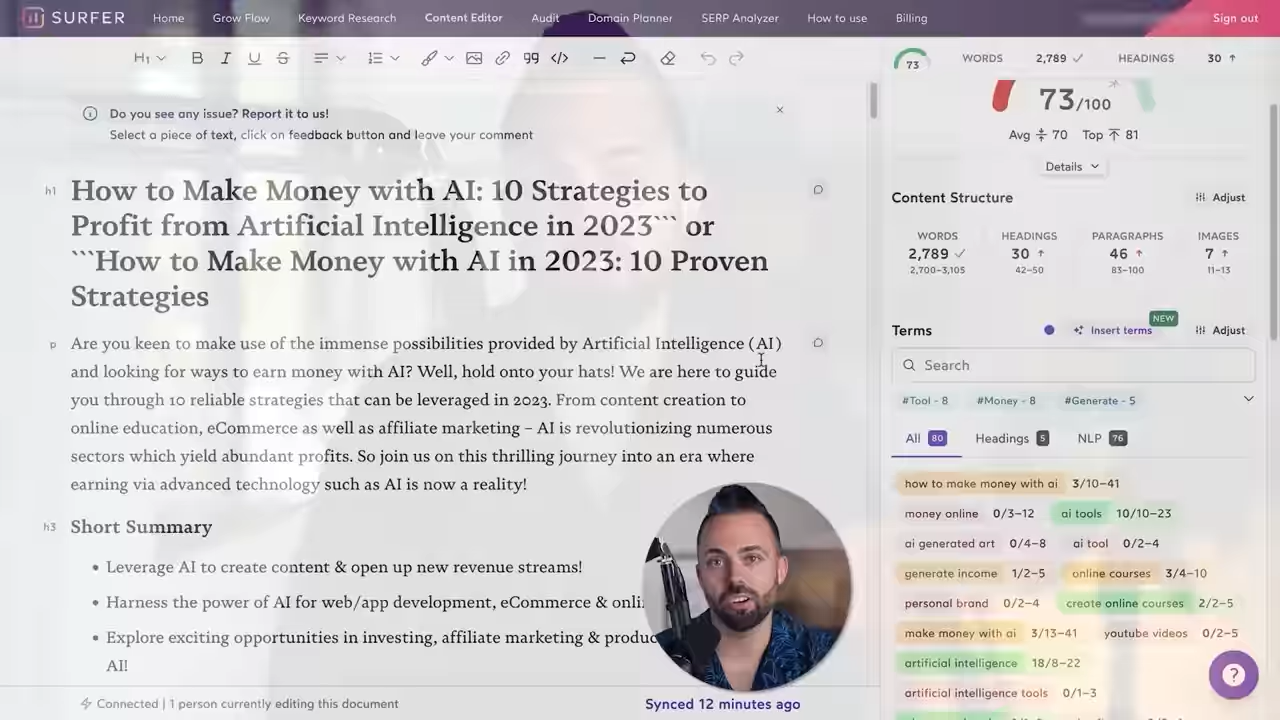 SURFER
Home Grow Flow Keyword Research Content Editor Audit Domain Planner SERP Analyzer How to use Billing Sign out
H1 B I U S
73 WORDS 2,789 HEADINGS 30
Do you see any issue? Report it to us!
Select a piece of text, click on feedback button and leave your comment
h1
How to Make Money with AI: 10 Strategies to
Profit from Artificial Intelligence in 2023``` or
```How to Make Money with AI in 2023: 10 Proven
Strategies
p
Are you keen to make use of the immense possibilities provided by Artificial Intelligence (AI)
and looking for ways to earn money with AI? Well, hold onto your hats! We are here to guide
you through 10 reliable strategies that can be leveraged in 2023. From content creation to
online education, eCommerce as well as affiliate marketing – AI is revolutionizing numerous
sectors which yield abundant profits. So join us on this thrilling journey into an era where
earning via advanced technology such as AI is now a reality!
h3
Short Summary
• Leverage AI to create content & open up new revenue streams!
• Harness the power of AI for web/app development, eCommerce &
• Explore exciting opportunities in investing, affiliate marketing &
AI!
Connected | 1 person currently editing this document
Synced 12 minutes ago
73/100
Avg 70 Top 81
Details
Content Structure Adjust
WORDS HEADINGS PARAGRAPHS IMAGES
2,789 30 46 7
2,700–3,105 42–50 83–100 11–13
NEW
Terms Insert terms Adjust
Search
#Tool - 8 #Money - 8 #Generate - 5
All 80 Headings 5 NLP 76
how to make money with ai 3/10–41
money online 0/3–12 ai tools 10/10–23
ai generated art 0/4–8 ai tool 0/2–4
generate income 1/2–5 online courses 3/4–10
personal brand 0/2–4 create online courses 2/2–5
make money with ai 3/13–41 youtube videos 0/2–5
artificial intelligence 18/8–22
artificial intelligence tools 0/1–3
?